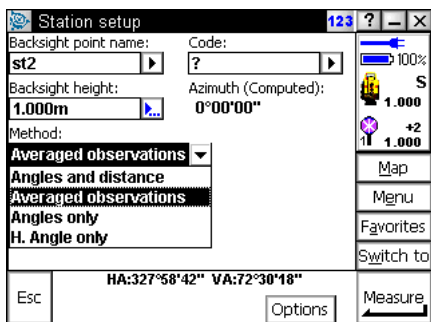 Station setup 123 ? – X
Backsight point name: Code:
st2 ?
100%
Backsight height: Azimuth (Computed):
1.000m 0°00'00"
S
1.000
Method:
+2
1 1.000
Averaged observations
Angles and distance
Averaged observations
Angles only
H. Angle only
Map
Menu
Favorites
Switch to
HA:327°58'42" VA:72°30'18"
Esc Options Measure